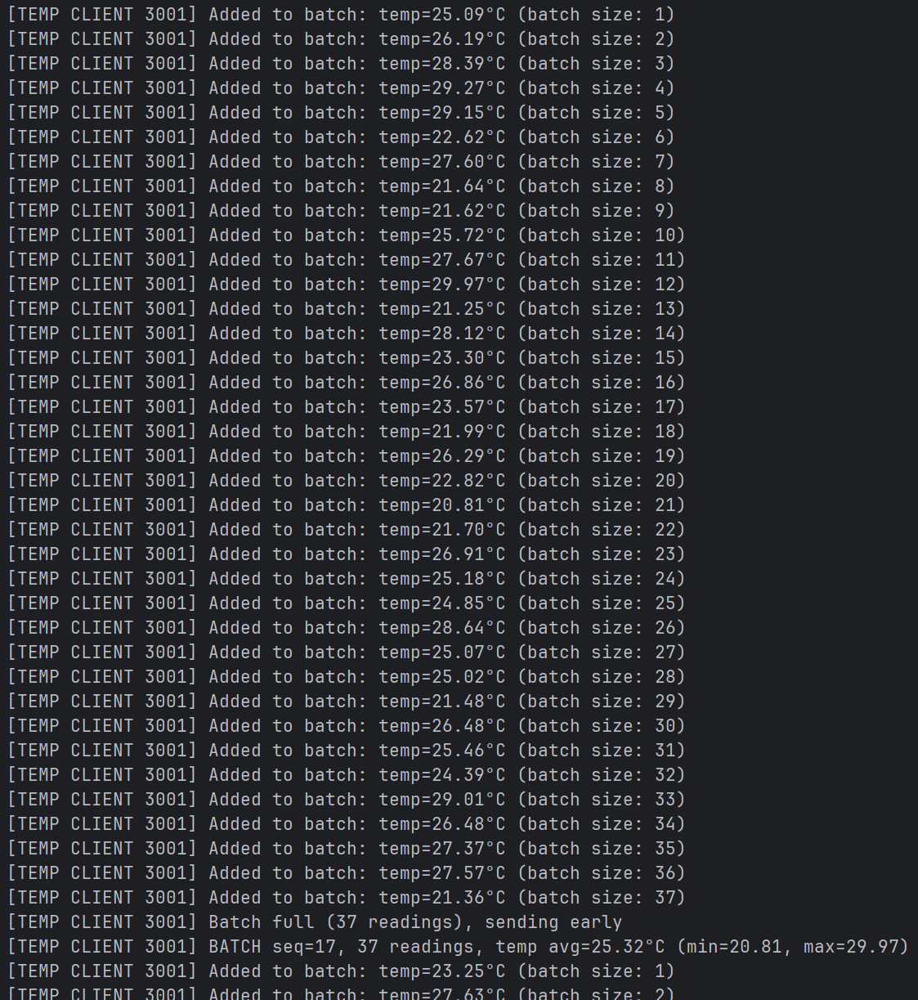 [TEMP CLIENT 3001] Added to batch: temp=25.09°C (batch size: 1)
[TEMP CLIENT 3001] Added to batch: temp=26.19°C (batch size: 2)
[TEMP CLIENT 3001] Added to batch: temp=28.39°C (batch size: 3)
[TEMP CLIENT 3001] Added to batch: temp=29.27°C (batch size: 4)
[TEMP CLIENT 3001] Added to batch: temp=29.15°C (batch size: 5)
[TEMP CLIENT 3001] Added to batch: temp=22.62°C (batch size: 6)
[TEMP CLIENT 3001] Added to batch: temp=27.60°C (batch size: 7)
[TEMP CLIENT 3001] Added to batch: temp=21.64°C (batch size: 8)
[TEMP CLIENT 3001] Added to batch: temp=21.62°C (batch size: 9)
[TEMP CLIENT 3001] Added to batch: temp=25.72°C (batch size: 10)
[TEMP CLIENT 3001] Added to batch: temp=27.67°C (batch size: 11)
[TEMP CLIENT 3001] Added to batch: temp=29.97°C (batch size: 12)
[TEMP CLIENT 3001] Added to batch: temp=21.25°C (batch size: 13)
[TEMP CLIENT 3001] Added to batch: temp=28.12°C (batch size: 14)
[TEMP CLIENT 3001] Added to batch: temp=23.30°C (batch size: 15)
[TEMP CLIENT 3001] Added to batch: temp=26.86°C (batch size: 16)
[TEMP CLIENT 3001] Added to batch: temp=23.57°C (batch size: 17)
[TEMP CLIENT 3001] Added to batch: temp=21.99°C (batch size: 18)
[TEMP CLIENT 3001] Added to batch: temp=26.29°C (batch size: 19)
[TEMP CLIENT 3001] Added to batch: temp=22.82°C (batch size: 20)
[TEMP CLIENT 3001] Added to batch: temp=20.81°C (batch size: 21)
[TEMP CLIENT 3001] Added to batch: temp=21.70°C (batch size: 22)
[TEMP CLIENT 3001] Added to batch: temp=26.91°C (batch size: 23)
[TEMP CLIENT 3001] Added to batch: temp=25.18°C (batch size: 24)
[TEMP CLIENT 3001] Added to batch: temp=24.85°C (batch size: 25)
[TEMP CLIENT 3001] Added to batch: temp=28.64°C (batch size: 26)
[TEMP CLIENT 3001] Added to batch: temp=25.07°C (batch size: 27)
[TEMP CLIENT 3001] Added to batch: temp=25.02°C (batch size: 28)
[TEMP CLIENT 3001] Added to batch: temp=21.48°C (batch size: 29)
[TEMP CLIENT 3001] Added to batch: temp=26.48°C (batch size: 30)
[TEMP CLIENT 3001] Added to batch: temp=25.46°C (batch size: 31)
[TEMP CLIENT 3001] Added to batch: temp=24.39°C (batch size: 32)
[TEMP CLIENT 3001] Added to batch: temp=29.01°C (batch size: 33)
[TEMP CLIENT 3001] Added to batch: temp=26.48°C (batch size: 34)
[TEMP CLIENT 3001] Added to batch: temp=27.37°C (batch size: 35)
[TEMP CLIENT 3001] Added to batch: temp=27.57°C (batch size: 36)
[TEMP CLIENT 3001] Added to batch: temp=21.36°C (batch size: 37)
[TEMP CLIENT 3001] Batch full (37 readings), sending early
[TEMP CLIENT 3001] BATCH seq=17, 37 readings, temp avg=25.32°C (min=20.81, max=29.97)
[TEMP CLIENT 3001] Added to batch: temp=23.25°C (batch size: 1)
[TEMP CLIENT 3001] Added to batch: temp=27.63°C (batch size: 2)